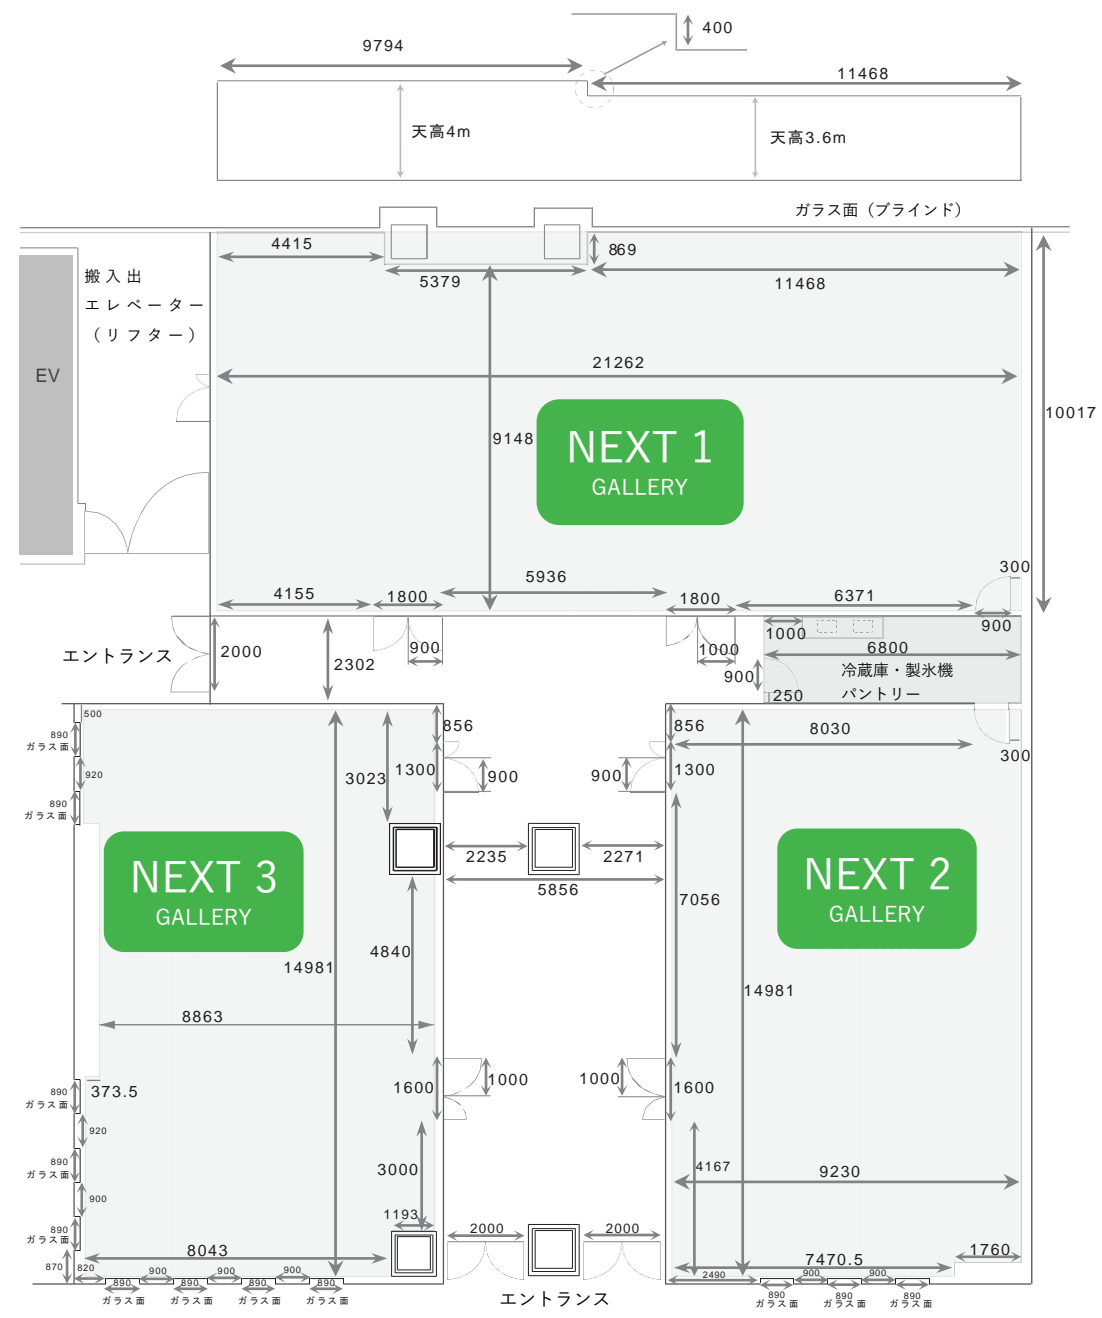 400
9794
11468
天高4m
天高3.6m
ガラス面（ブラインド）
4415
869
5379
11468
搬入出
エレベーター
（リフター）
EV
21262
10017
9148
NEXT 1
GALLERY
300
5936
4155
1800
1800
6371
900
1000
2000
エントランス
2302
900
1000
6800
900
冷蔵庫・製氷機
パントリー
250
500
856
856
8030
890
ガラス面
300
920
3023
1300
900
900
1300
890
ガラス面
2235
2271
5856
7056
NEXT 3
GALLERY
NEXT 2
GALLERY
4840
14981
14981
8863
373.5
890
ガラス面
1600
1000
1000
1600
920
890
ガラス面
3000
4167
9230
900
1193
890
ガラス面
2000
2000
8043
7470.5
1760
870
820
900
900
900
2490
900
900
890
ガラス面
890
ガラス面
890
ガラス面
890
ガラス面
890
ガラス面
890
ガラス面
890
ガラス面
エントランス